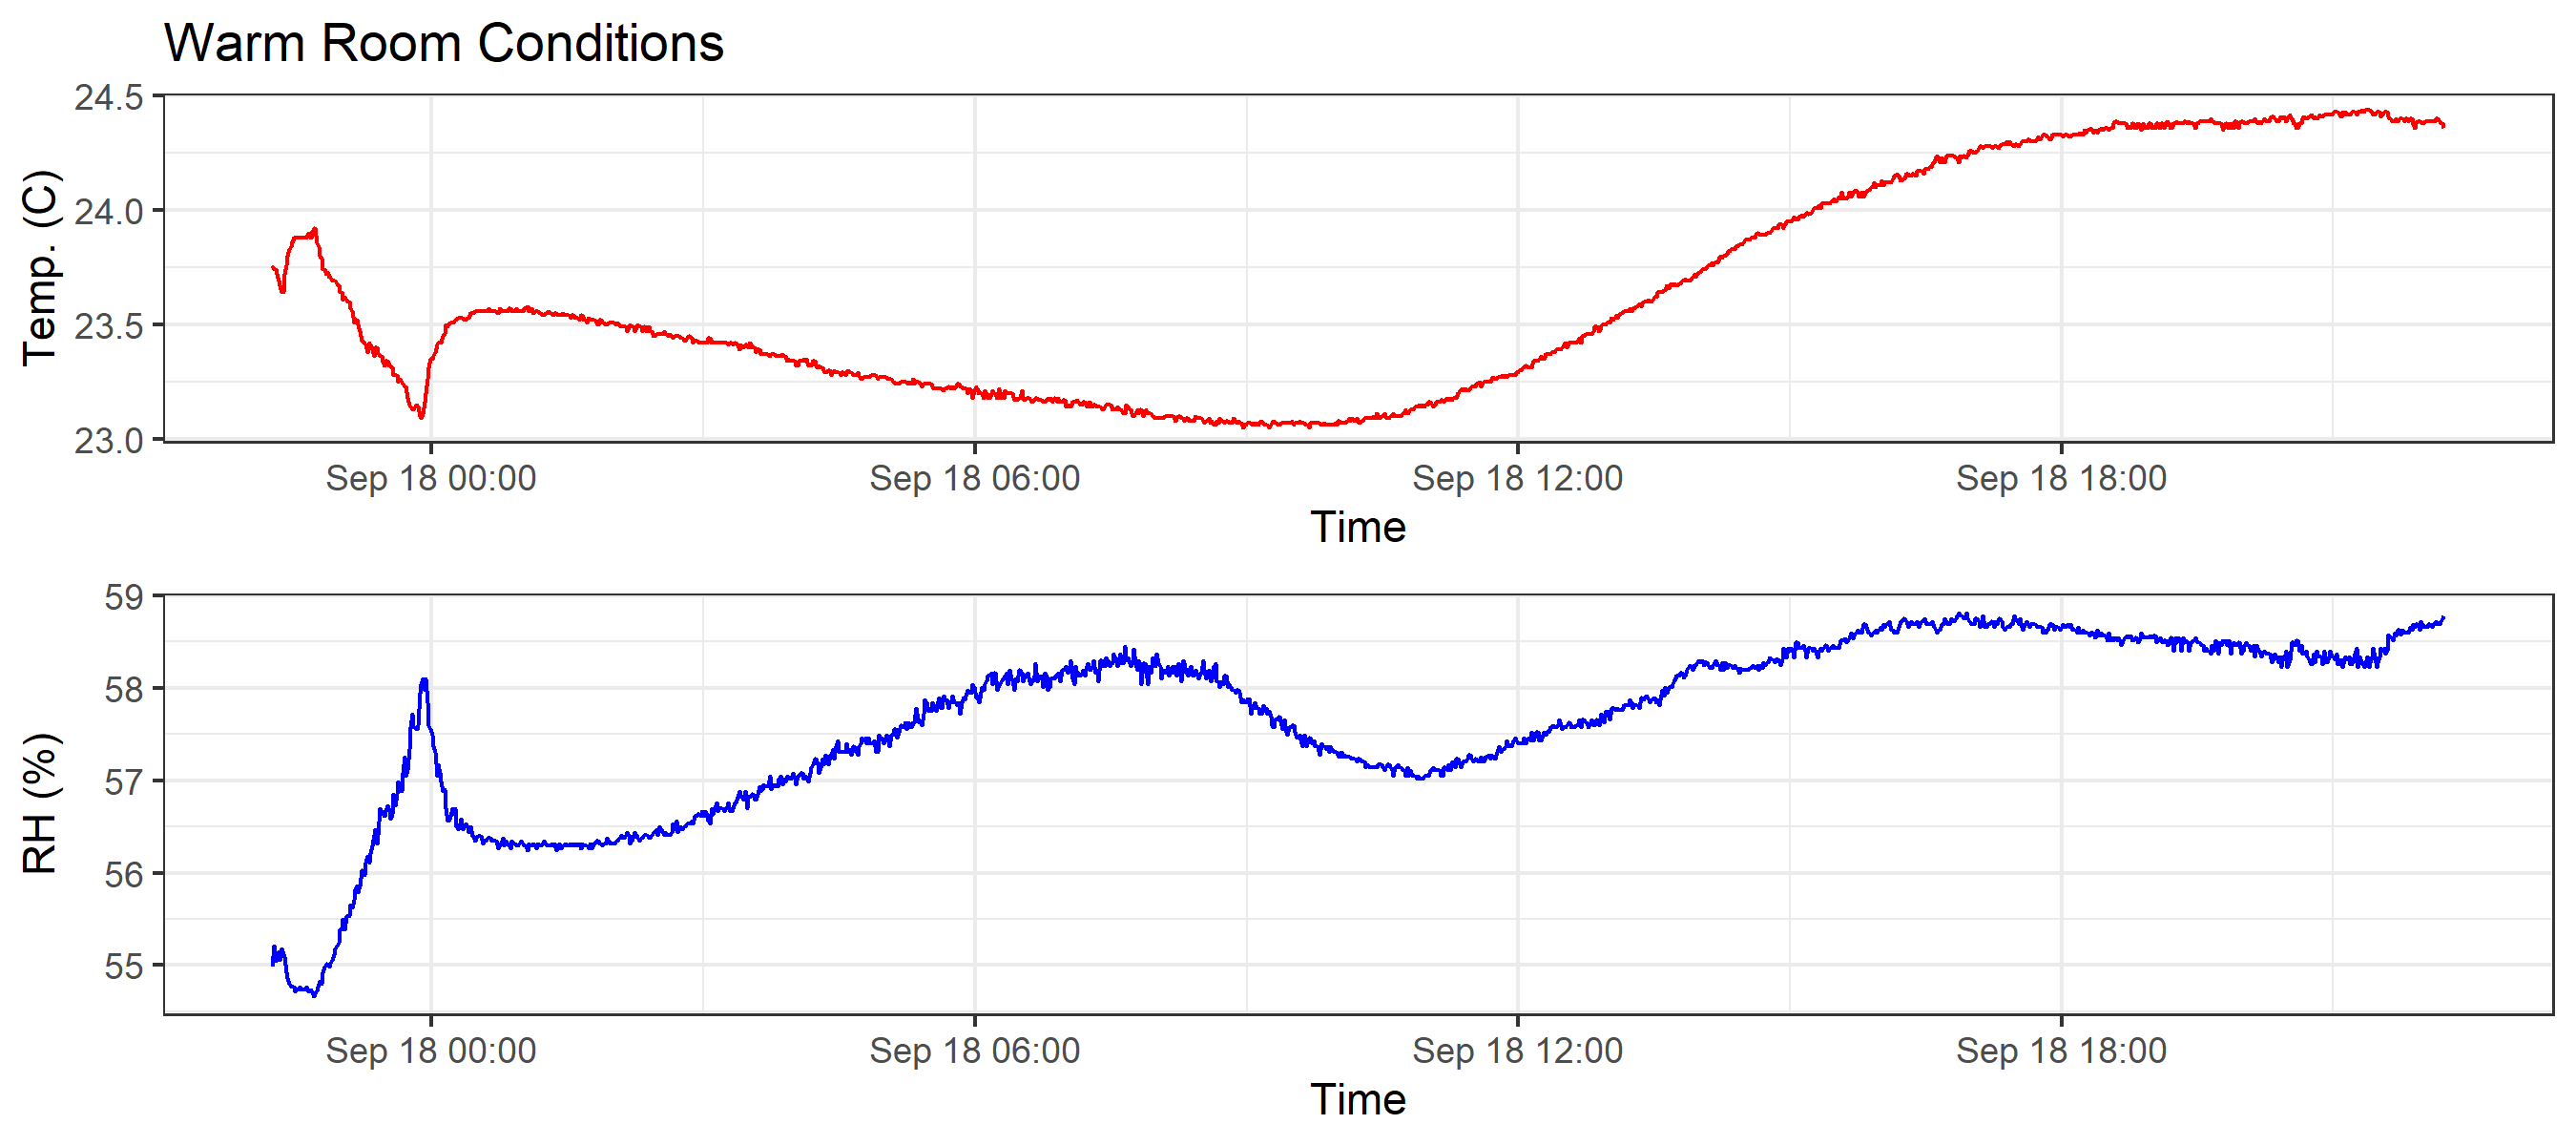 Warm Room Conditions
24.5
24.0
23.5
23.0
Temp. (C)
Sep 18 00:00 Sep 18 06:00 Sep 18 12:00 Sep 18 18:00
Time
59
58
57
56
55
RH (%)
Sep 18 00:00 Sep 18 06:00 Sep 18 12:00 Sep 18 18:00
Time